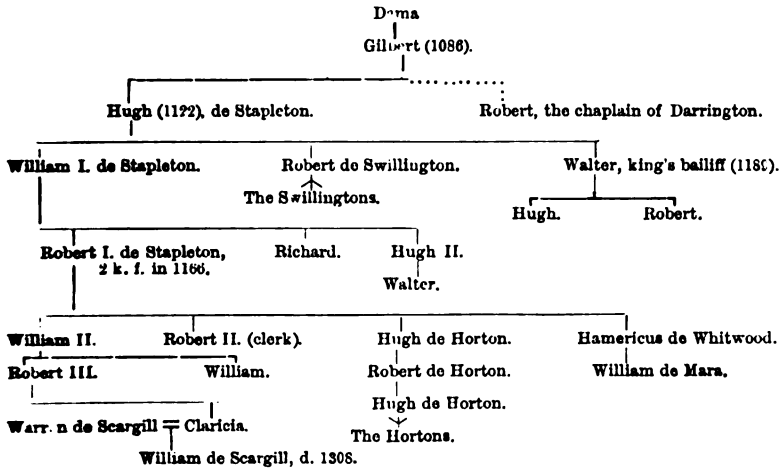 Dama
Gilbert (1086).
Hugh (1122), de Stapleton. Robert, the chaplain of Darrington.
William I. de Stapleton. Robert de Swillington. Walter, king's bailiff (1180).
The Swillingtons.
Hugh. Robert.
Robert I. de Stapleton, Richard. Hugh II.
2 k. f. in 1166.
Walter.
William II. Robert II. (clerk). Hugh de Horton. Hamericus de Whitwood.
Robert III. William. Robert de Horton. William de Mara.
Hugh de Horton.
Warren de Scargill = Claricia.
The Hortons.
William de Scargill, d. 1308.